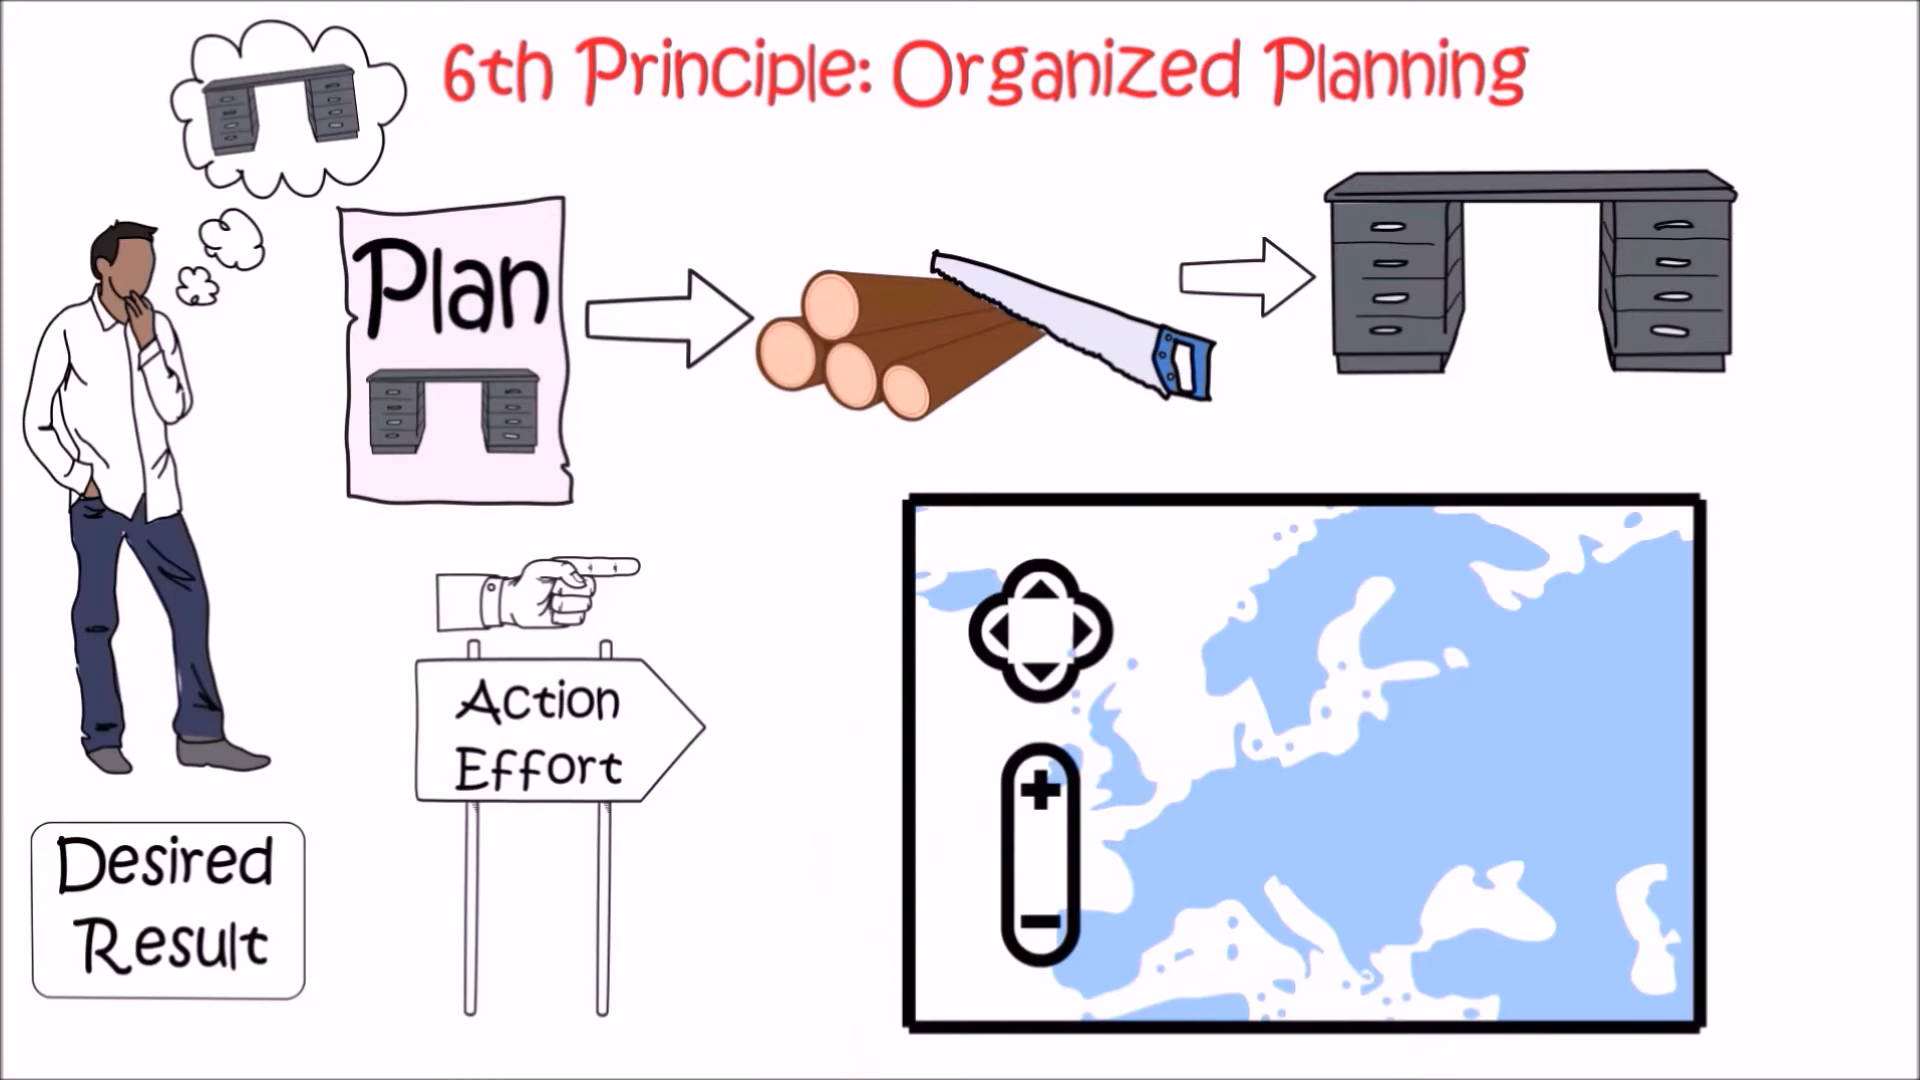 6th Principle: Organized Planning
Plan
Action
Effort
Desired
Result